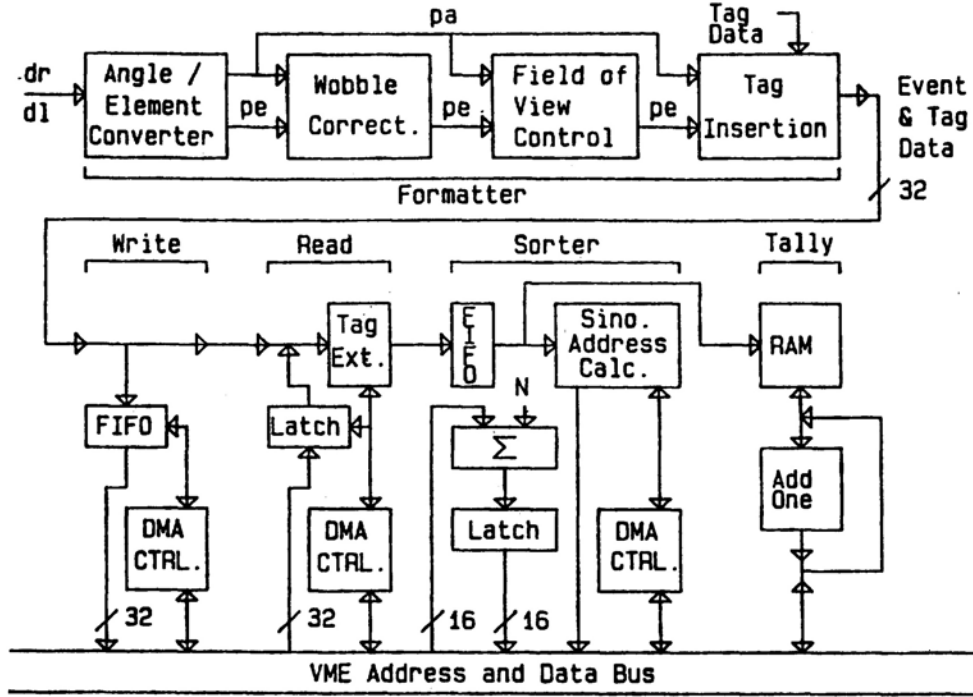 pa
Tag
Data
dr
dl
Angle /
Element
Converter
pe
Wobble
Correct.
pe
Field of
View
Control
pe
Tag
Insertion
Event
& Tag
Data
Formatter
32
Write
Read
Sorter
Tally
Tag
Ext.
FIFO
Sino.
Address
Calc.
RAM
N
FIFO
Latch
Σ
Add
One
DMA
CTRL.
DMA
CTRL.
Latch
DMA
CTRL.
32
32
16
16
VME Address and Data Bus